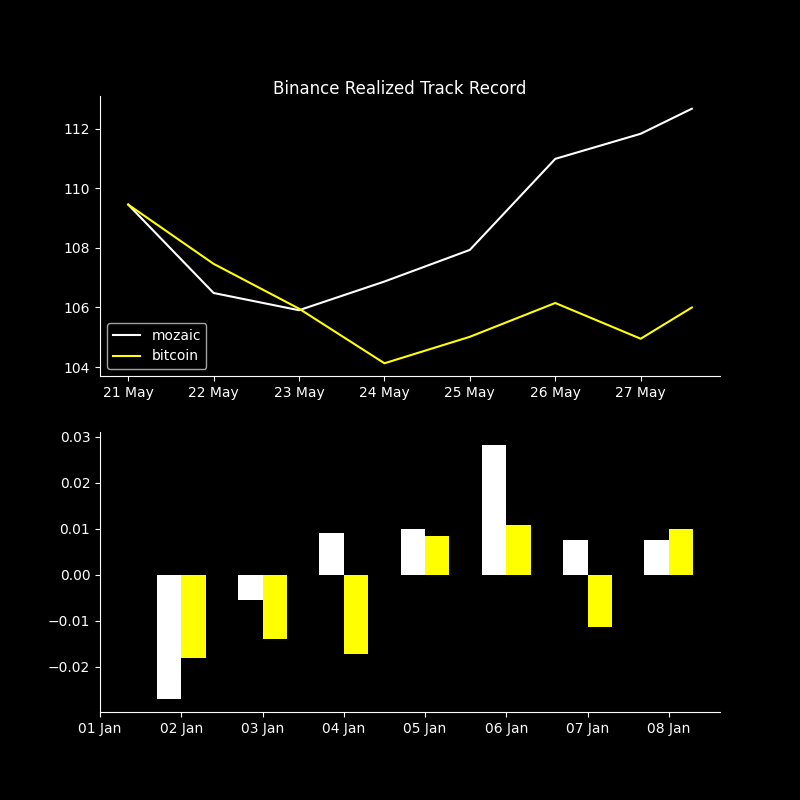 Binance Realized Track Record
112
110
108
106
104
mozaic
bitcoin
21 May 22 May 23 May 24 May 25 May 26 May 27 May
0.03
0.02
0.01
0.00
−0.01
−0.02
01 Jan 02 Jan 03 Jan 04 Jan 05 Jan 06 Jan 07 Jan 08 Jan